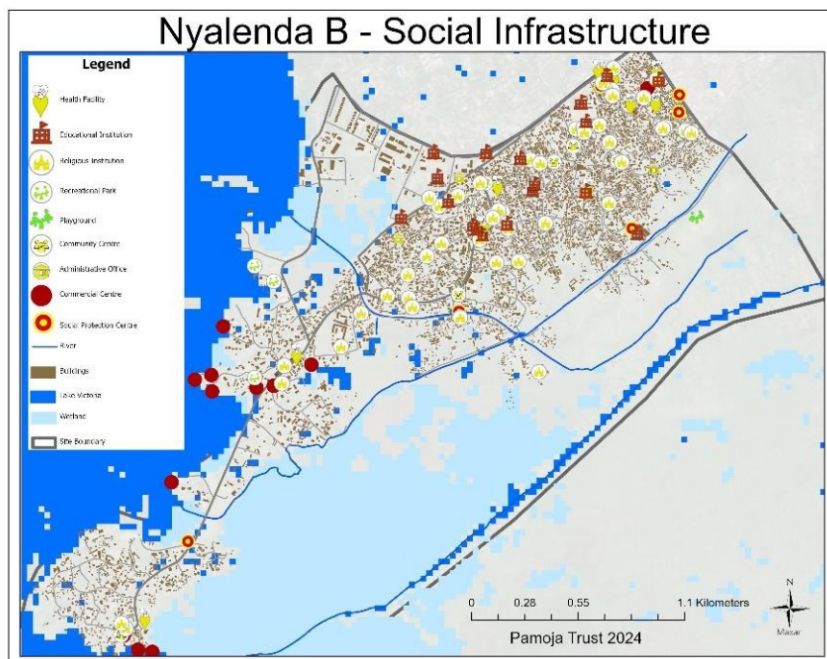 Nyalenda B - Social Infrastructure
Legend
Health Facility
Educational Institution
Religious Institution
Recreational Park
Playground
Community Centre
Administrative Office
Commercial Centre
Social Protection Centre
River
Buildings
Lake Victoria
Wetland
Site Boundary
0 0.28 0.55 1.1 Kilometers
Pamoja Trust 2024
N
Maxar